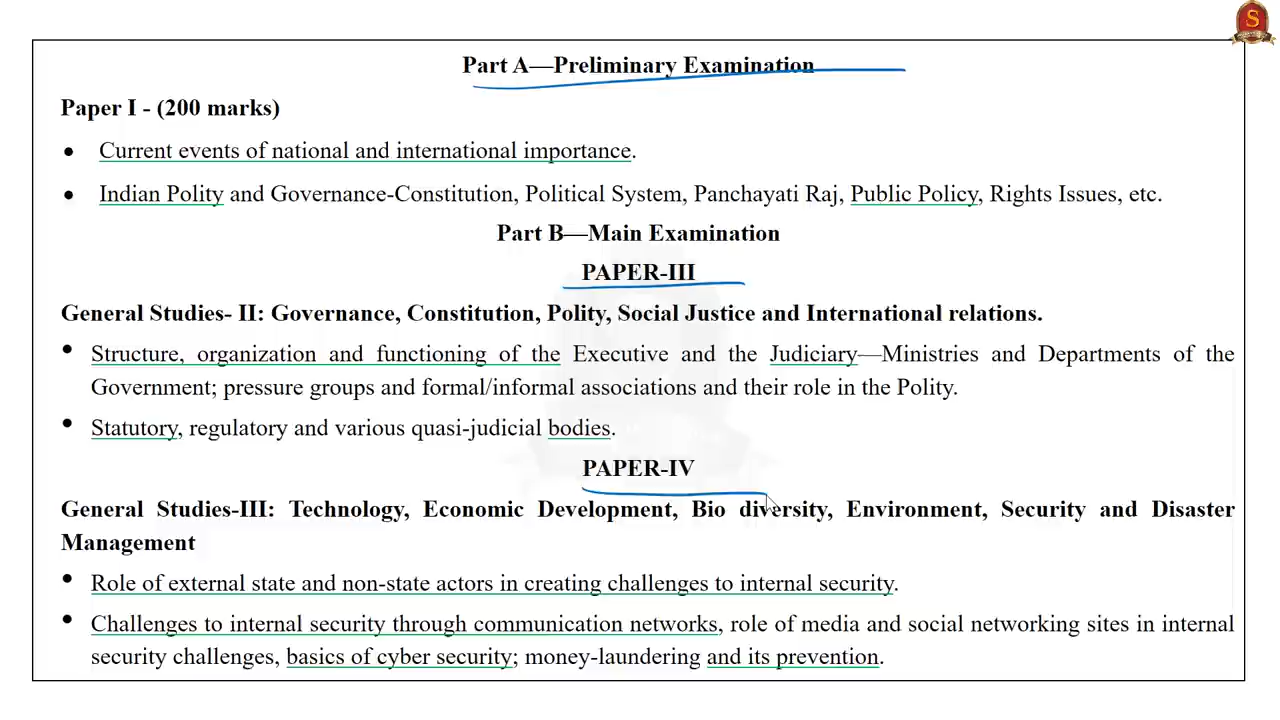 S
Part A—Preliminary Examination
Paper I - (200 marks)
• Current events of national and international importance.
• Indian Polity and Governance-Constitution, Political System, Panchayati Raj, Public Policy, Rights Issues, etc.
Part B—Main Examination
PAPER-III
General Studies- II: Governance, Constitution, Polity, Social Justice and International relations.
• Structure, organization and functioning of the Executive and the Judiciary—Ministries and Departments of the
Government; pressure groups and formal/informal associations and their role in the Polity.
• Statutory, regulatory and various quasi-judicial bodies.
PAPER-IV
General Studies-III: Technology, Economic Development, Bio diversity, Environment, Security and Disaster
Management
• Role of external state and non-state actors in creating challenges to internal security.
• Challenges to internal security through communication networks, role of media and social networking sites in internal
security challenges, basics of cyber security; money-laundering and its prevention.